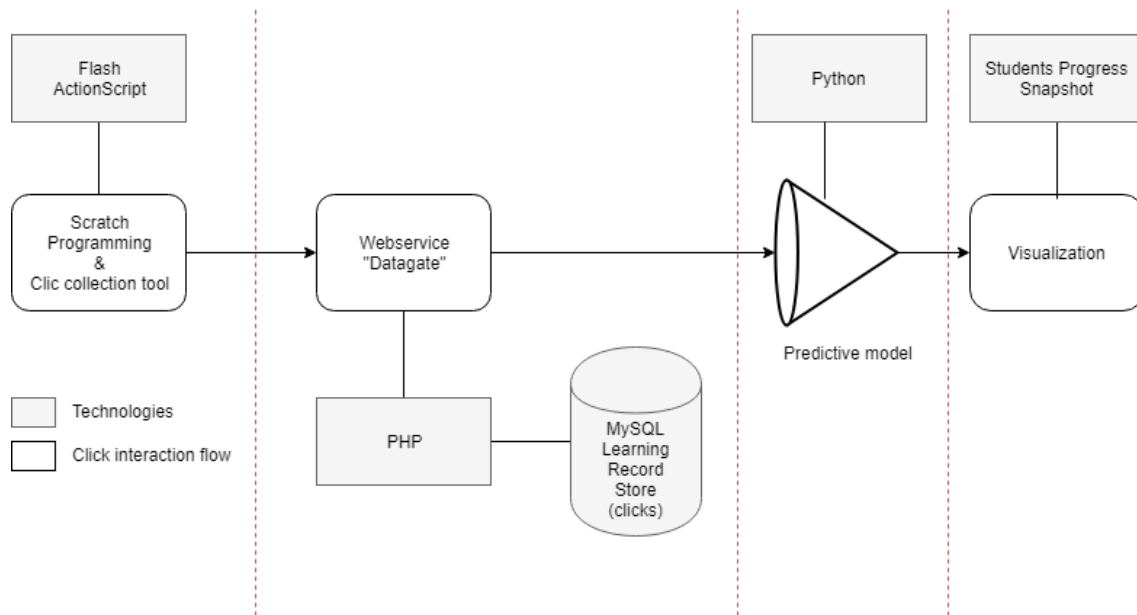 Flash
ActionScript
Python
Students Progress
Snapshot
Scratch
Programming
&
Clic collection tool
Webservice
"Datagate"
Visualization
Predictive model
Technologies
Click interaction flow
PHP
MySQL
Learning
Record
Store
(clicks)